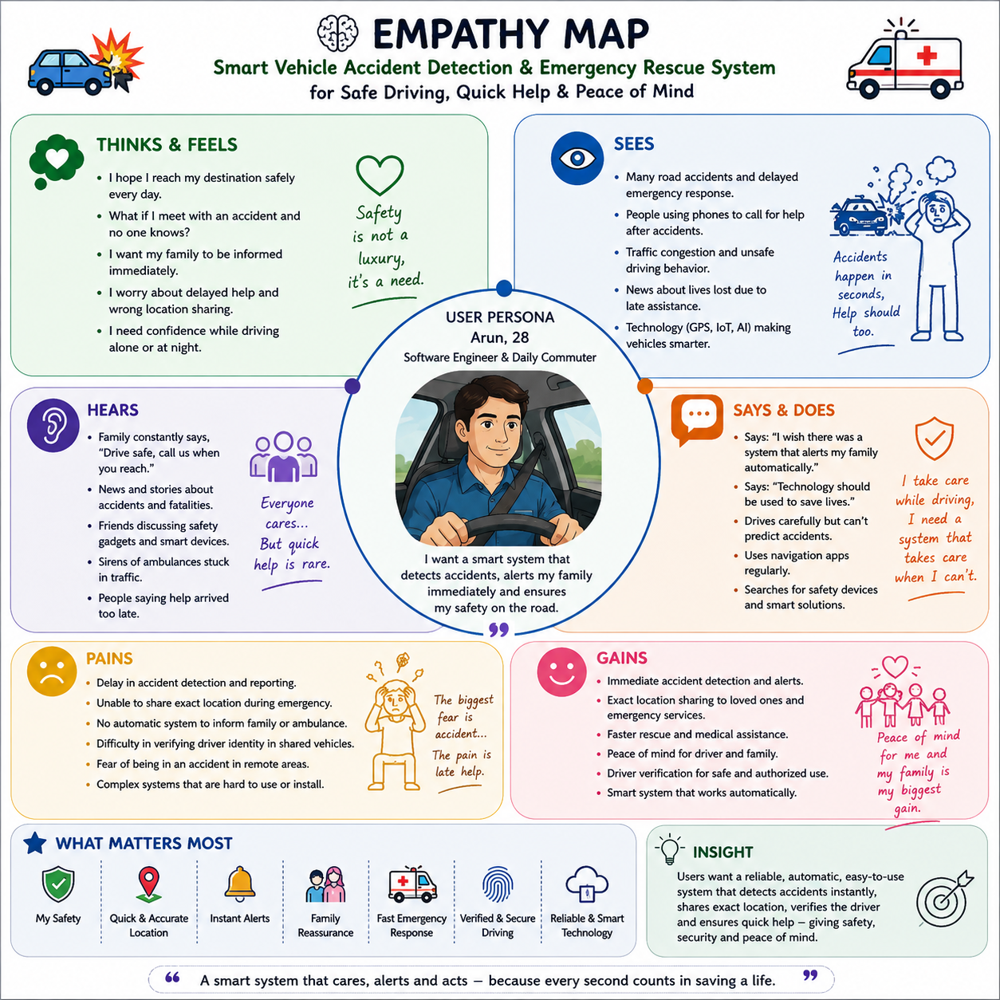 EMPATHY MAP
Smart Vehicle Accident Detection & Emergency Rescue System
for Safe Driving, Quick Help & Peace of Mind
THINKS & FEELS
• I hope I reach my destination safely
every day.
• What if I meet with an accident and
no one knows?
• I want my family to be informed
immediately.
• I worry about delayed help and
wrong location sharing.
• I need confidence while driving
alone or at night.
Safety
is not a
luxury,
it's a need.
SEES
• Many road accidents and delayed
emergency response.
• People using phones to call for help
after accidents.
• Traffic congestion and unsafe
driving behavior.
• News about lives lost due to
late assistance.
• Technology (GPS, IoT, AI) making
vehicles smarter.
Accidents
happen in
seconds,
Help should
too.
USER PERSONA
Arun, 28
Software Engineer & Daily Commuter
I want a smart system that
detects accidents, alerts my family
immediately and ensures
my safety on the road.
”
HEARS
• Family constantly says,
“Drive safe, call us when
you reach.”
• News and stories about
accidents and fatalities.
• Friends discussing safety
gadgets and smart devices.
• Sirens of ambulances stuck
in traffic.
• People saying help arrived
too late.
Everyone
cares...
But quick
help is rare.
SAYS & DOES
• Says: “I wish there was a
system that alerts my family
automatically.”
• Says: “Technology should
be used to save lives.”
• Drives carefully but can't
predict accidents.
• Uses navigation apps
regularly.
• Searches for safety devices
and smart solutions.
I take care
while driving,
I need a
system that
takes care
when I can't.
PAINS
• Delay in accident detection and reporting.
• Unable to share exact location during emergency.
• No automatic system to inform family or ambulance.
• Difficulty in verifying driver identity in shared vehicles.
• Fear of being in an accident in remote areas.
• Complex systems that are hard to use or install.
The biggest
fear is
accident...
The pain is
late help.
GAINS
• Immediate accident detection and alerts.
• Exact location sharing to loved ones and
emergency services.
• Faster rescue and medical assistance.
• Peace of mind for driver and family.
• Driver verification for safe and authorized use.
• Smart system that works automatically.
Peace of mind
for me and
my family is
my biggest
gain.
WHAT MATTERS MOST
My Safety
Quick & Accurate
Location
Instant Alerts
Family
Reassurance
Fast Emergency
Response
Verified & Secure
Driving
Reliable & Smart
Technology
INSIGHT
Users want a reliable, automatic, easy-to-use
system that detects accidents instantly,
shares exact location, verifies the driver
and ensures quick help – giving safety,
security and peace of mind.
“ A smart system that cares, alerts and acts – because every second counts in saving a life. ”